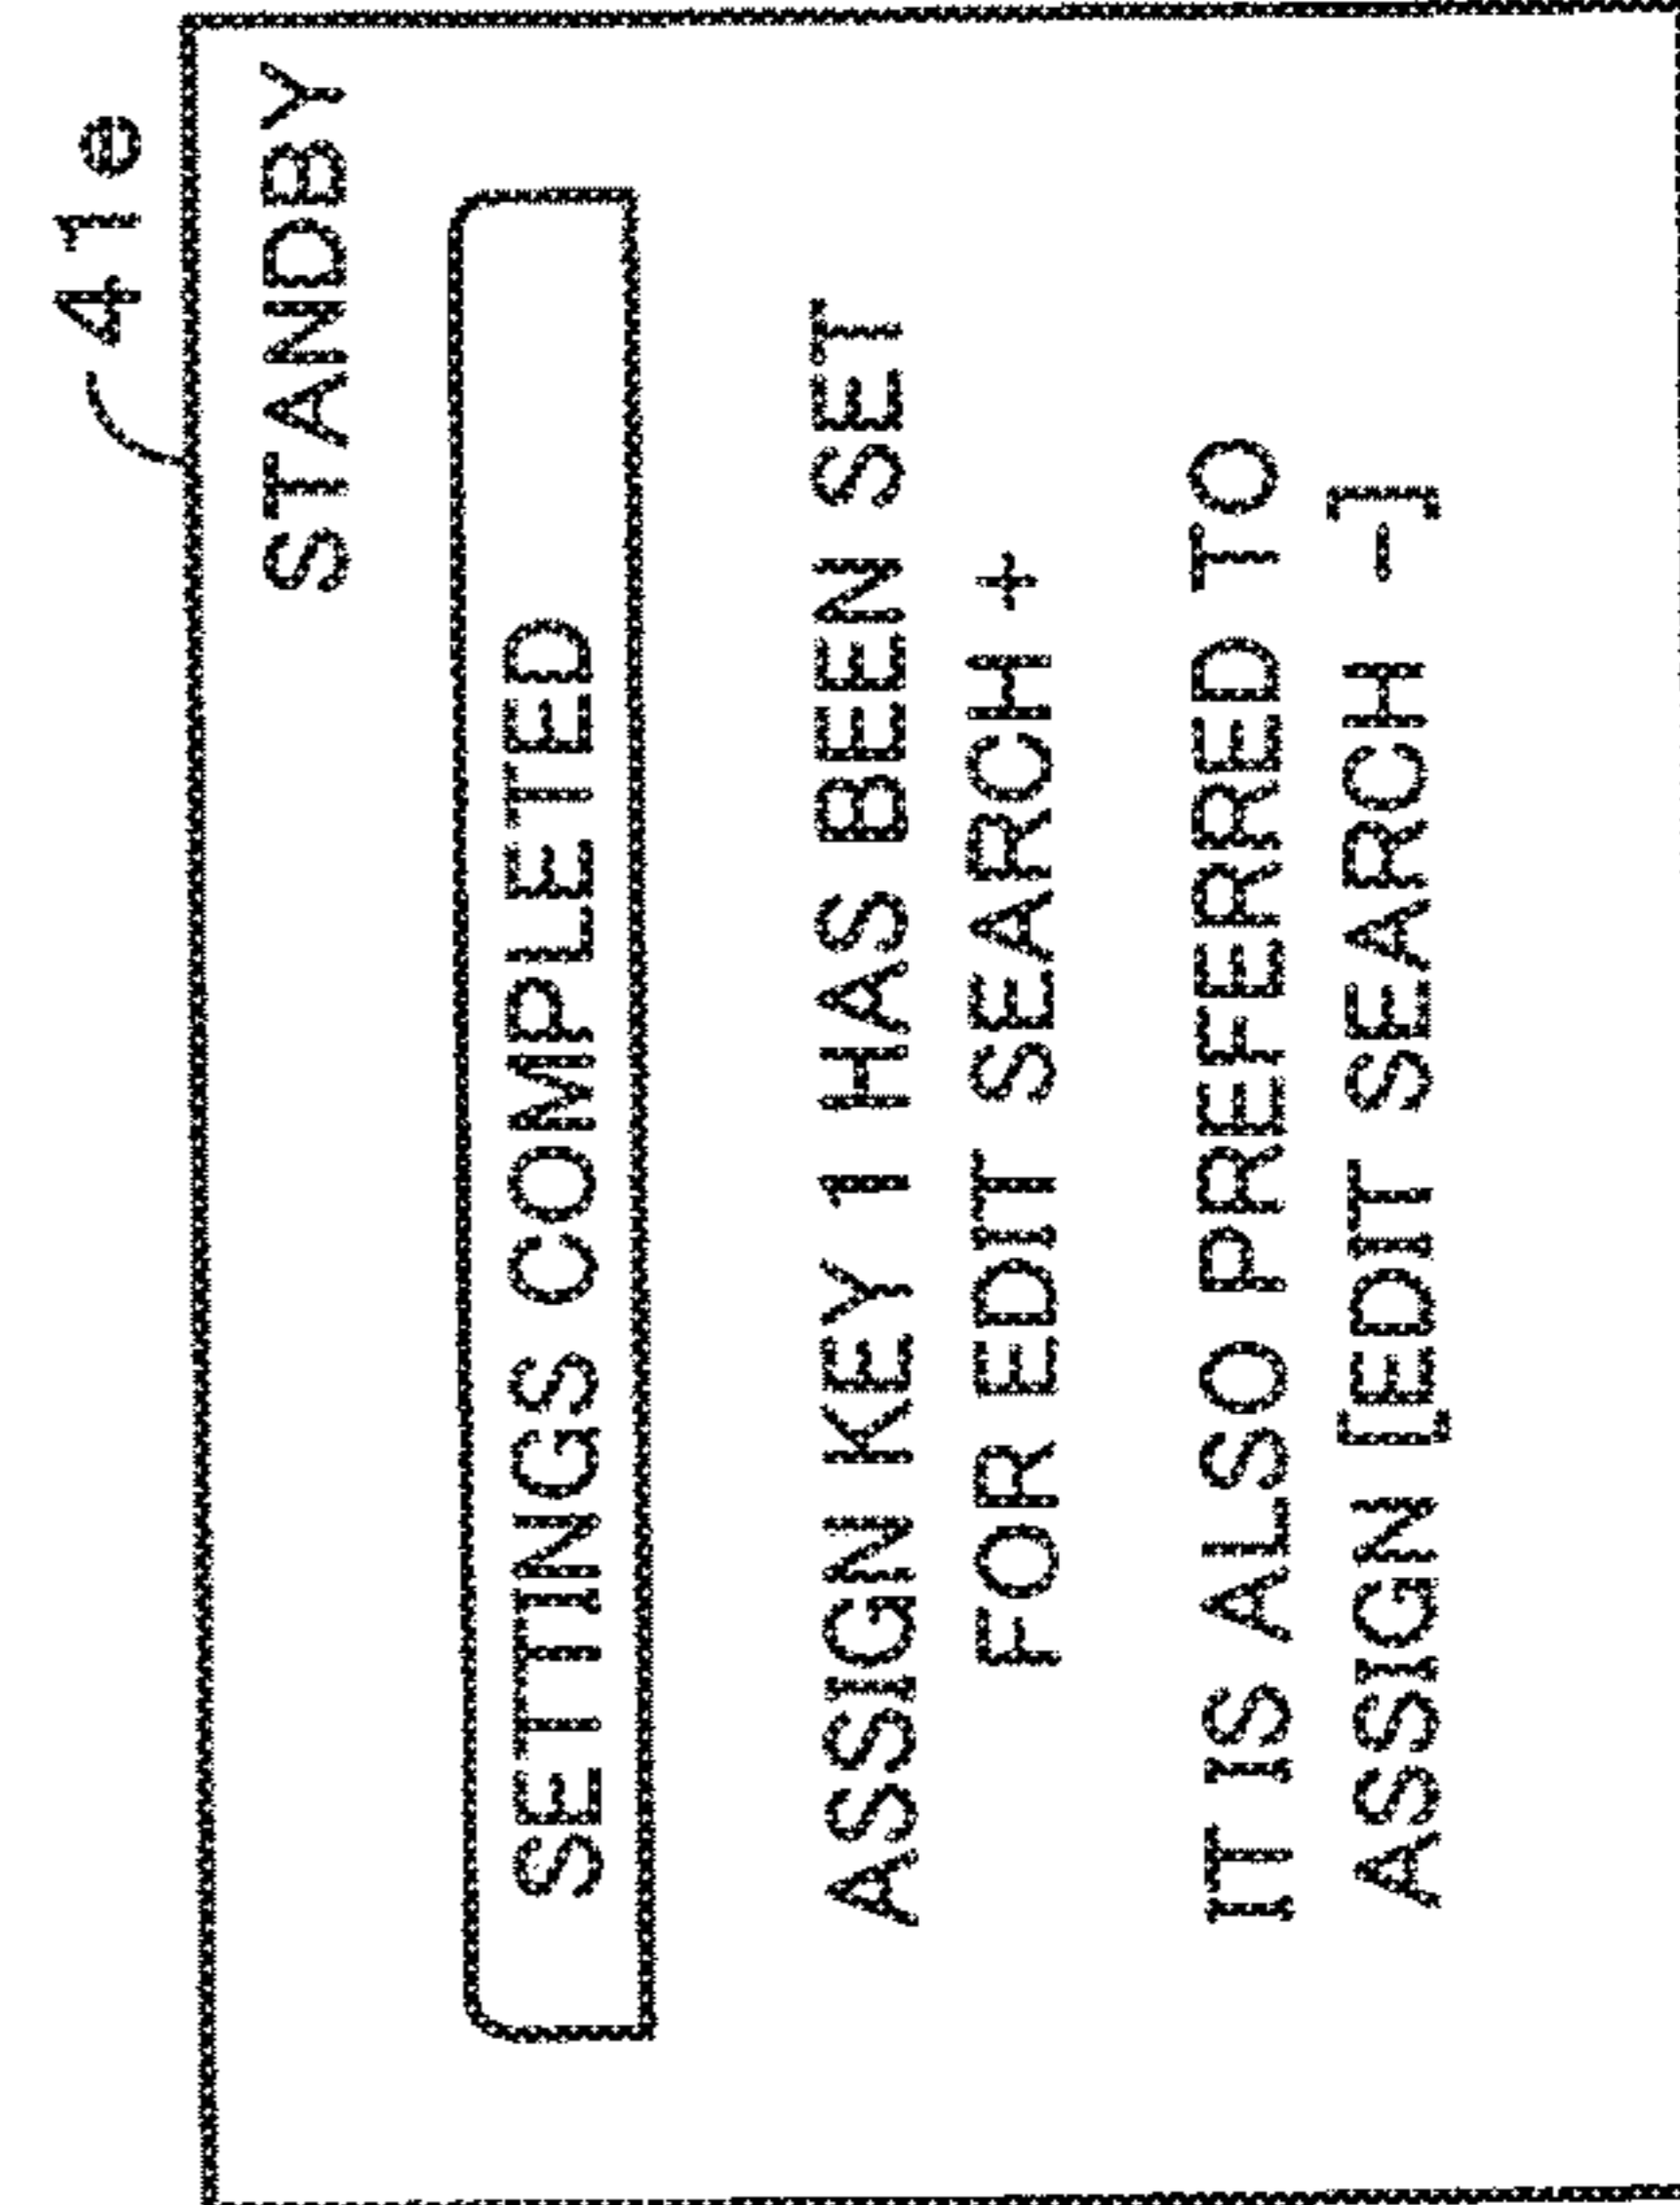 41e
STANDBY
SETTINGS COMPLETED
ASSIGN KEY 1 HAS BEEN SET
FOR EDIT SEARCH +
IT IS ALSO PREFERRED TO
ASSIGN [EDIT SEARCH -]